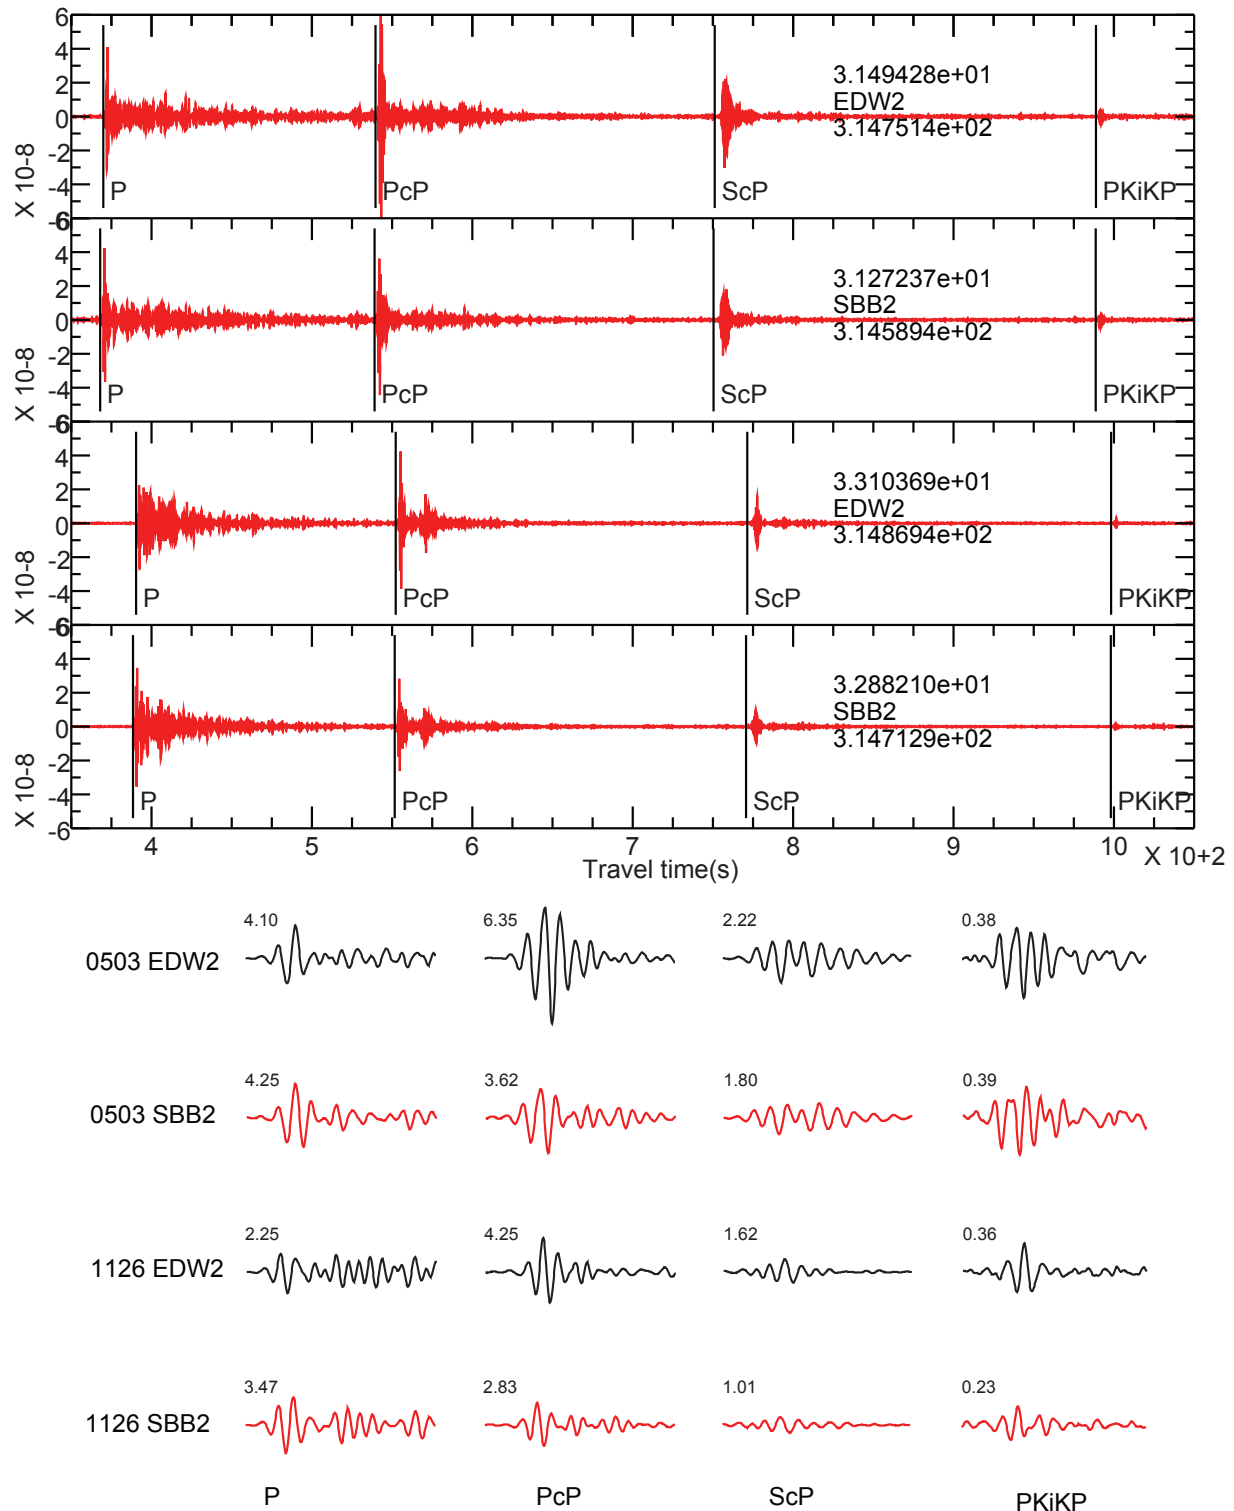 6
4
2
0
-2
-4
-6
X 10-8
P
PcP
ScP
PKiKP
3.149428e+01
EDW2
3.147514e+02
6
4
2
0
-2
-4
-6
X 10-8
P
PcP
ScP
PKiKP
3.127237e+01
SBB2
3.145894e+02
6
4
2
0
-2
-4
-6
X 10-8
P
PcP
ScP
PKiKP
3.310369e+01
EDW2
3.148694e+02
6
4
2
0
-2
-4
-6
X 10-8
P
PcP
ScP
PKiKP
3.288210e+01
SBB2
3.147129e+02
4 5 6 7 8 9 10
Travel time(s) X 10+2
4.10 6.35 2.22 0.38
0503 EDW2
4.25 3.62 1.80 0.39
0503 SBB2
2.25 4.25 1.62 0.36
1126 EDW2
3.47 2.83 1.01 0.23
1126 SBB2
P PcP ScP PKiKP